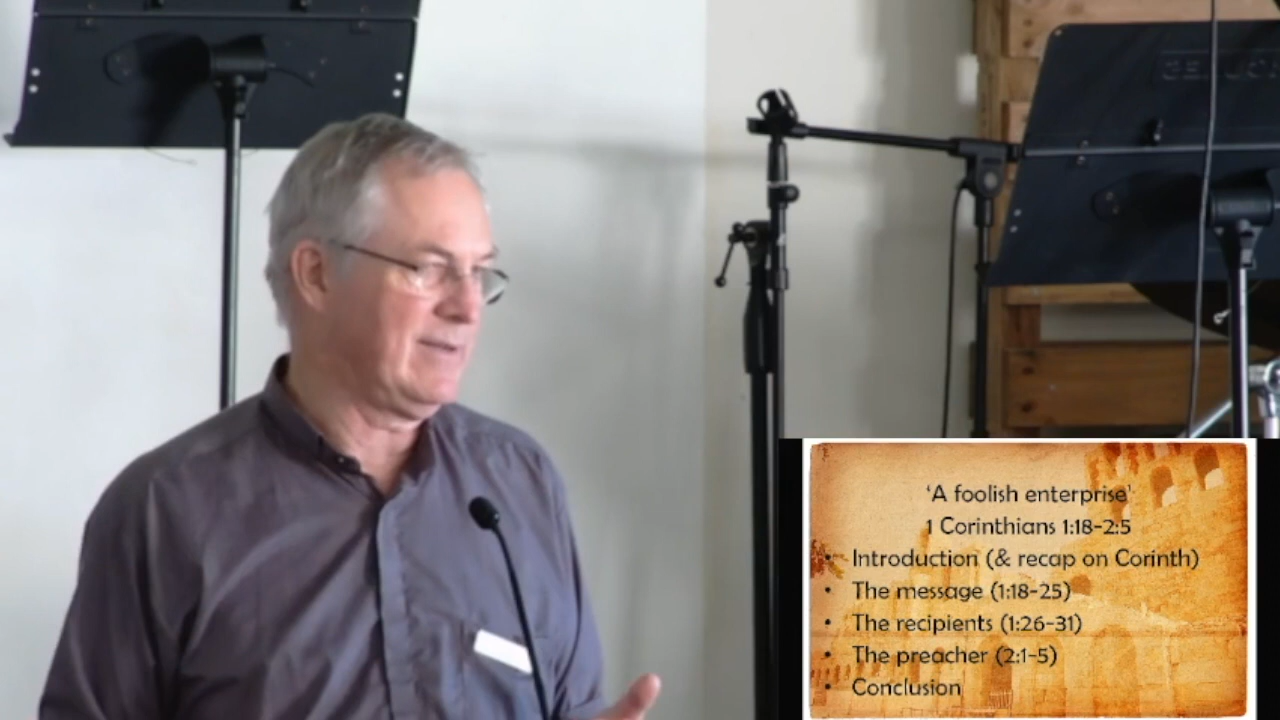 ‘A foolish enterprise’
1 Corinthians 1:18-2:5
• Introduction (& recap on Corinth)
• The message (1:18-25)
• The recipients (1:26-31)
• The preacher (2:1-5)
• Conclusion